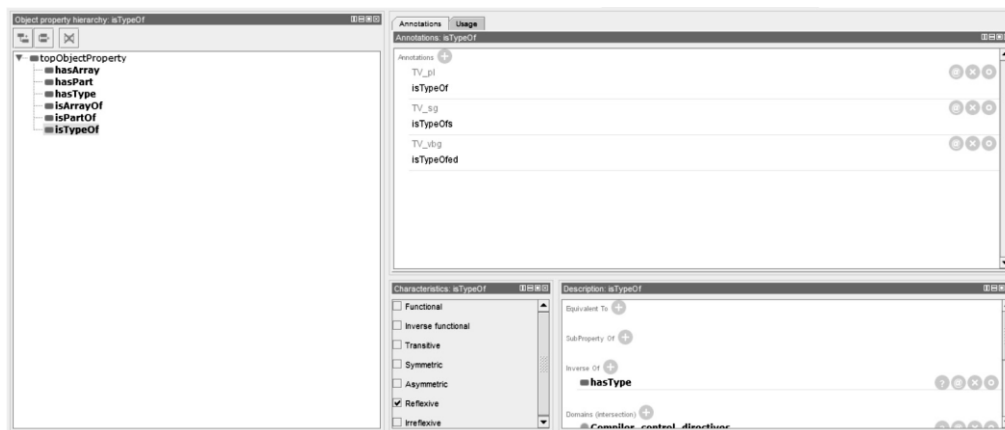 Object property hierarchy: isTypeOf
topObjectProperty
hasArray
hasPart
hasType
isArrayOf
isPartOf
isTypeOf
Annotations Usage
Annotations: isTypeOf
Annotations
TV_pl
isTypeOf
TV_sg
isTypeOfs
TV_vbg
isTypeOfed
Characteristics: isTypeOf
Functional
Inverse functional
Transitive
Symmetric
Asymmetric
Reflexive
Irreflexive
Description: isTypeOf
Equivalent To
SubProperty Of
Inverse Of
hasType
Domains (intersection)
Compiler_control_directives